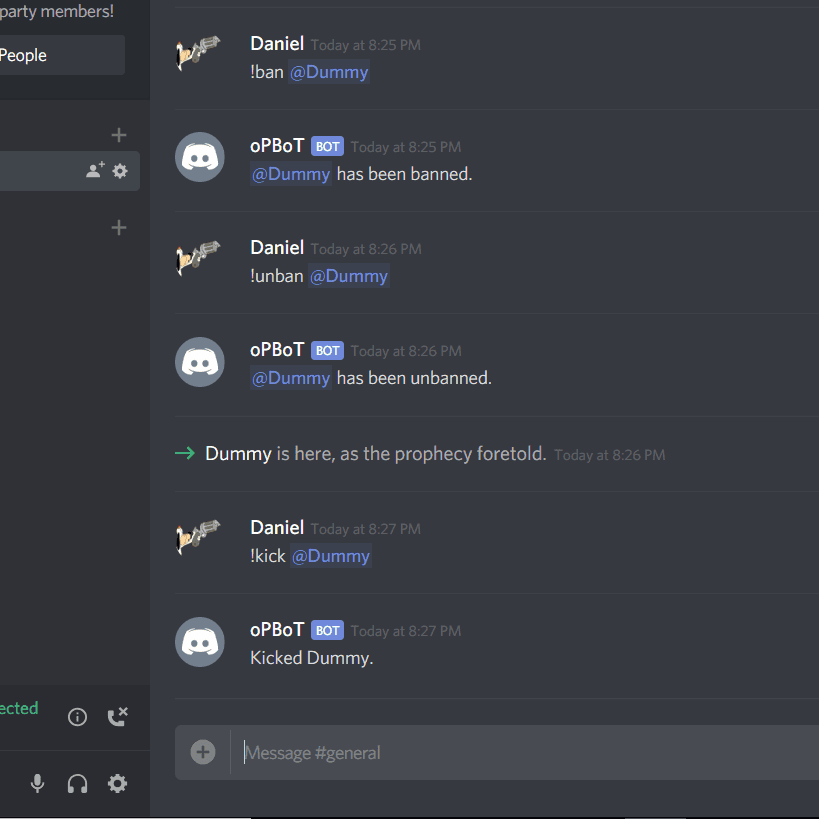 party members!
People
Daniel Today at 8:25 PM
!ban @Dummy
oPBoT BOT Today at 8:25 PM
@Dummy has been banned.
Daniel Today at 8:26 PM
!unban @Dummy
oPBoT BOT Today at 8:26 PM
@Dummy has been unbanned.
Dummy is here, as the prophecy foretold. Today at 8:26 PM
Daniel Today at 8:27 PM
!kick @Dummy
oPBoT BOT Today at 8:27 PM
Kicked Dummy.
ected
Message #general